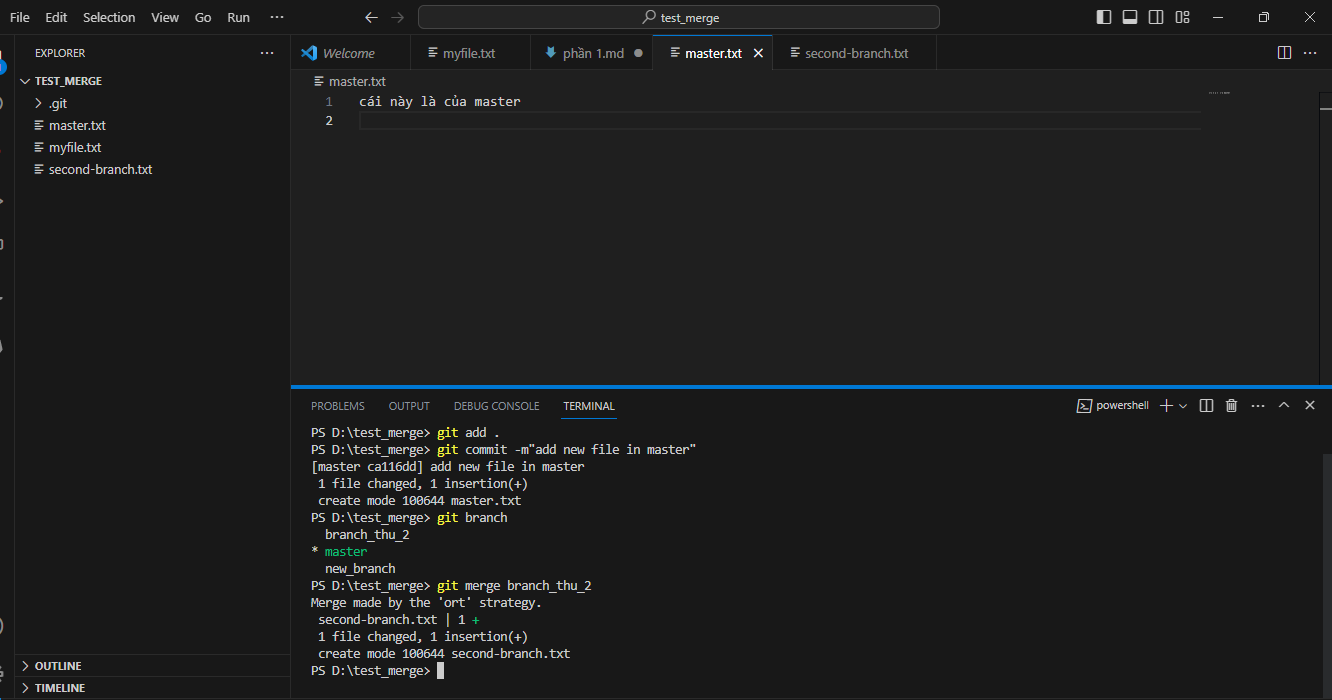 File Edit Selection View Go Run ···
test_merge
EXPLORER ···
TEST_MERGE
.git
master.txt
myfile.txt
second-branch.txt
OUTLINE
TIMELINE
Welcome myfile.txt phần 1.md master.txt second-branch.txt
master.txt
1 cái này là của master
2
PROBLEMS OUTPUT DEBUG CONSOLE TERMINAL powershell
PS D:\test_merge> git add .
PS D:\test_merge> git commit -m"add new file in master"
[master ca116dd] add new file in master
1 file changed, 1 insertion(+)
create mode 100644 master.txt
PS D:\test_merge> git branch
branch_thu_2
* master
new_branch
PS D:\test_merge> git merge branch_thu_2
Merge made by the 'ort' strategy.
second-branch.txt | 1 +
1 file changed, 1 insertion(+)
create mode 100644 second-branch.txt
PS D:\test_merge>